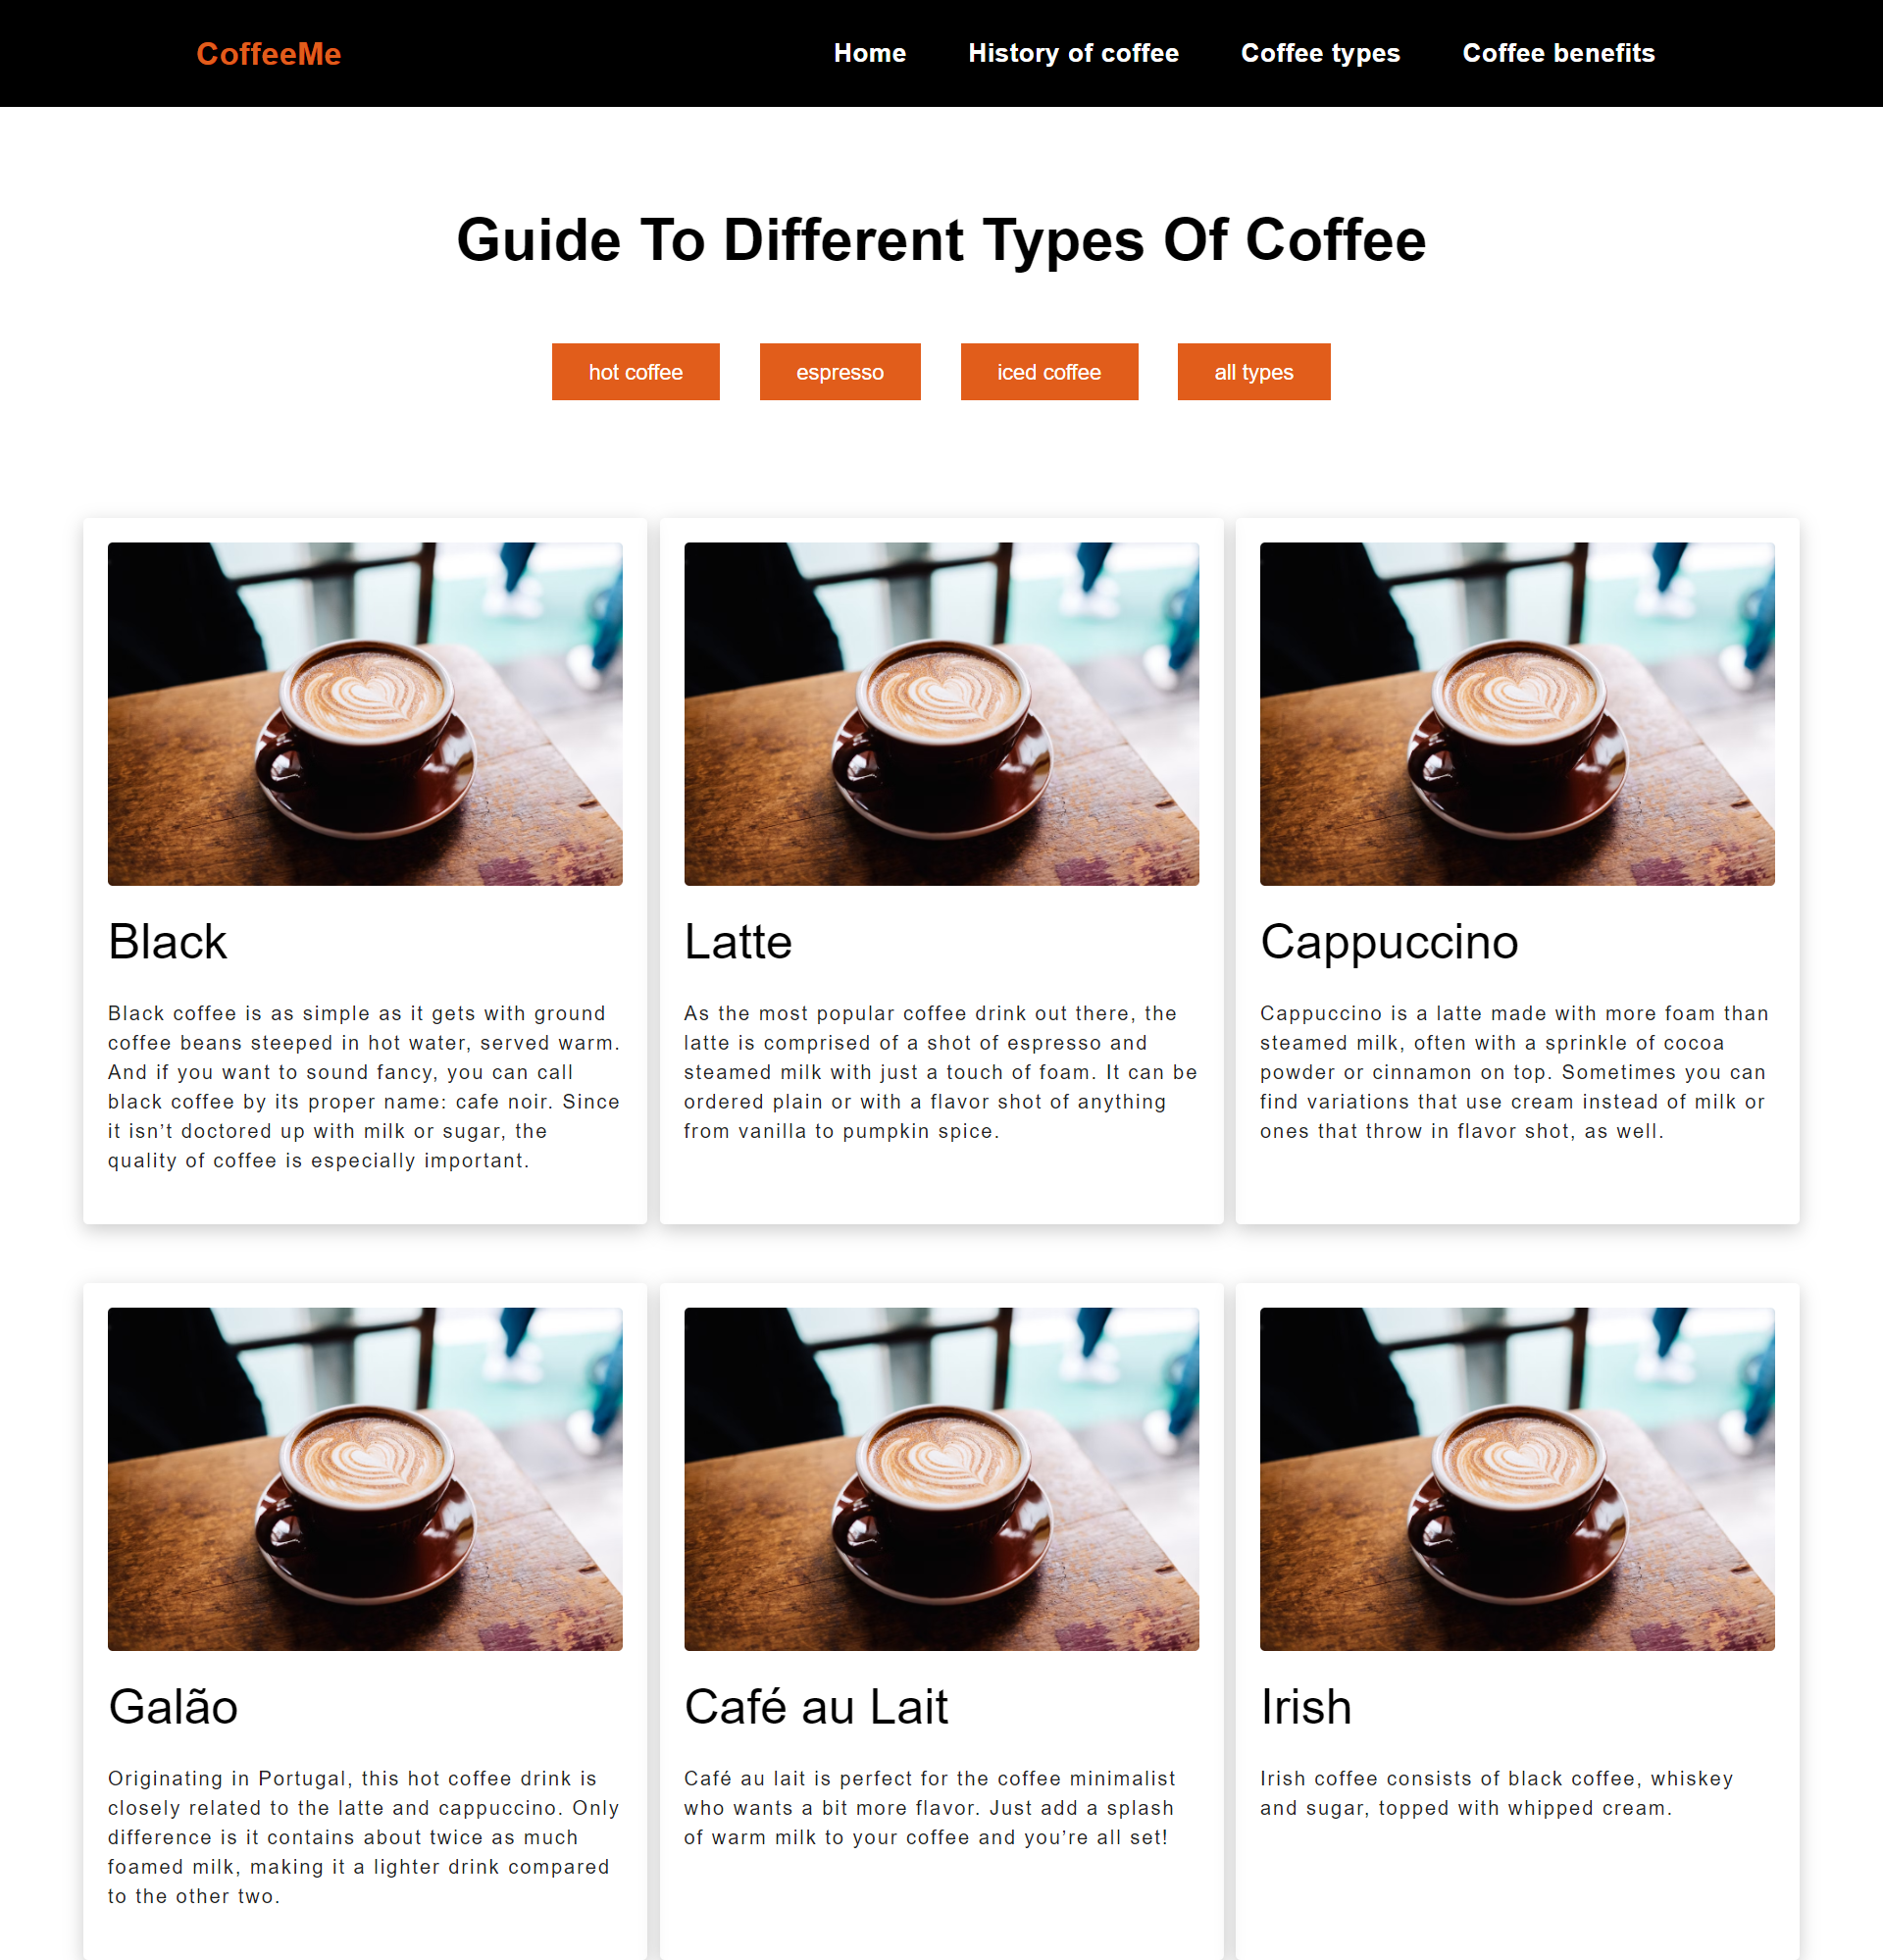 CoffeeMe
Home
History of coffee
Coffee types
Coffee benefits
Guide To Different Types Of Coffee
hot coffee
espresso
iced coffee
all types
Black
Black coffee is as simple as it gets with ground
coffee beans steeped in hot water, served warm.
And if you want to sound fancy, you can call
black coffee by its proper name: cafe noir. Since
it isn’t doctored up with milk or sugar, the
quality of coffee is especially important.
Latte
As the most popular coffee drink out there, the
latte is comprised of a shot of espresso and
steamed milk with just a touch of foam. It can be
ordered plain or with a flavor shot of anything
from vanilla to pumpkin spice.
Cappuccino
Cappuccino is a latte made with more foam than
steamed milk, often with a sprinkle of cocoa
powder or cinnamon on top. Sometimes you can
find variations that use cream instead of milk or
ones that throw in flavor shot, as well.
Galão
Originating in Portugal, this hot coffee drink is
closely related to the latte and cappuccino. Only
difference is it contains about twice as much
foamed milk, making it a lighter drink compared
to the other two.
Café au Lait
Café au lait is perfect for the coffee minimalist
who wants a bit more flavor. Just add a splash
of warm milk to your coffee and you’re all set!
Irish
Irish coffee consists of black coffee, whiskey
and sugar, topped with whipped cream.